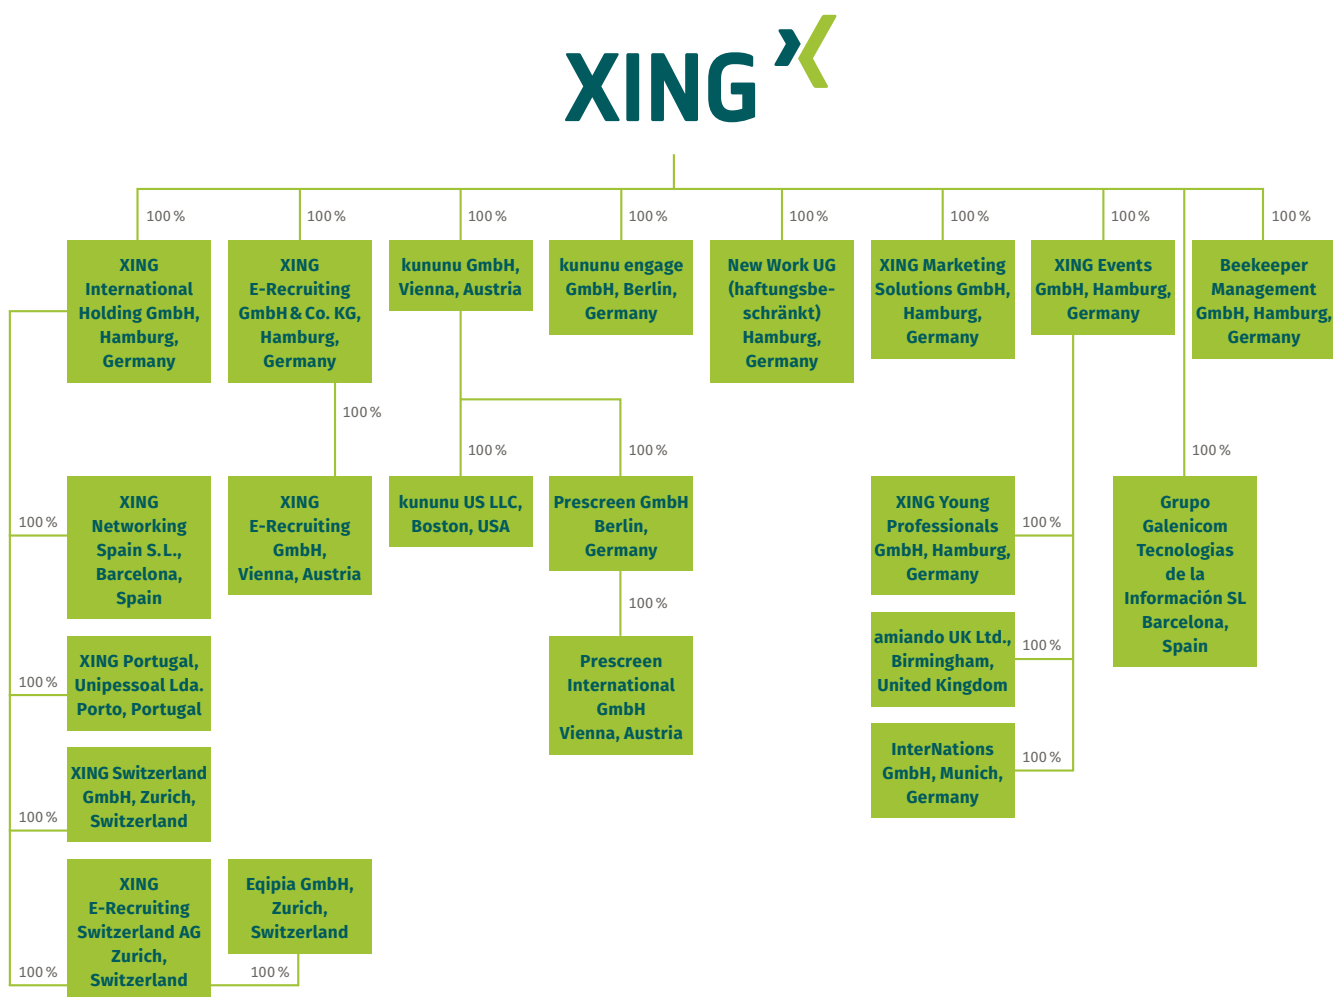 XING
100 %
100 %
100 %
100 %
100 %
100 %
100 %
100 %
XING
International
Holding GmbH,
Hamburg,
Germany
XING
E-Recruiting
GmbH & Co. KG,
Hamburg,
Germany
kununu GmbH,
Vienna, Austria
kununu engage
GmbH, Berlin,
Germany
New Work UG
(haftungsbe-
schränkt)
Hamburg,
Germany
XING Marketing
Solutions GmbH,
Hamburg,
Germany
XING Events
GmbH, Hamburg,
Germany
Beekeeper
Management
GmbH, Hamburg,
Germany
100 %
100 %
100 %
100 %
100 %
XING
Networking
Spain S. L.,
Barcelona,
Spain
XING
E-Recruiting
GmbH,
Vienna, Austria
kununu US LLC,
Boston, USA
Prescreen GmbH
Berlin,
Germany
XING Young
Professionals
GmbH, Hamburg,
Germany
100 %
Grupo
Galenicom
Tecnologias
de la
Información SL
Barcelona,
Spain
100 %
100 %
XING Portugal,
Unipessoal Lda.
Porto, Portugal
Prescreen
International
GmbH
Vienna, Austria
amiando UK Ltd.,
Birmingham,
United Kingdom
100 %
100 %
XING Switzerland
GmbH, Zurich,
Switzerland
InterNations
GmbH, Munich,
Germany
100 %
100 %
XING
E-Recruiting
Switzerland AG
Zurich,
Switzerland
100 %
Eqipia GmbH,
Zurich,
Switzerland